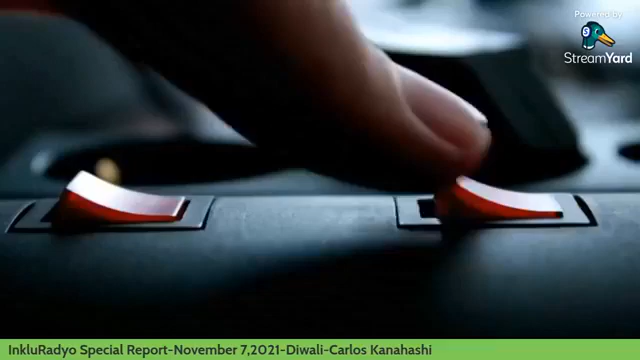 Powered by
StreamYard
InkluRadyo Special Report-November 7,2021-Diwali-Carlos Kanahashi